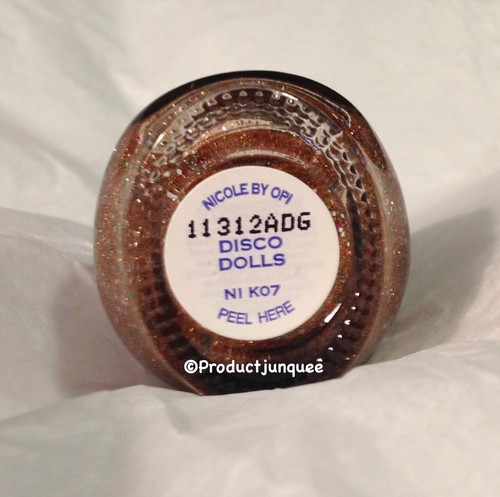 NICOLE BY OPI
11312ADG
DISCO
DOLLS
NI K07
PEEL HERE
©Productjunquee